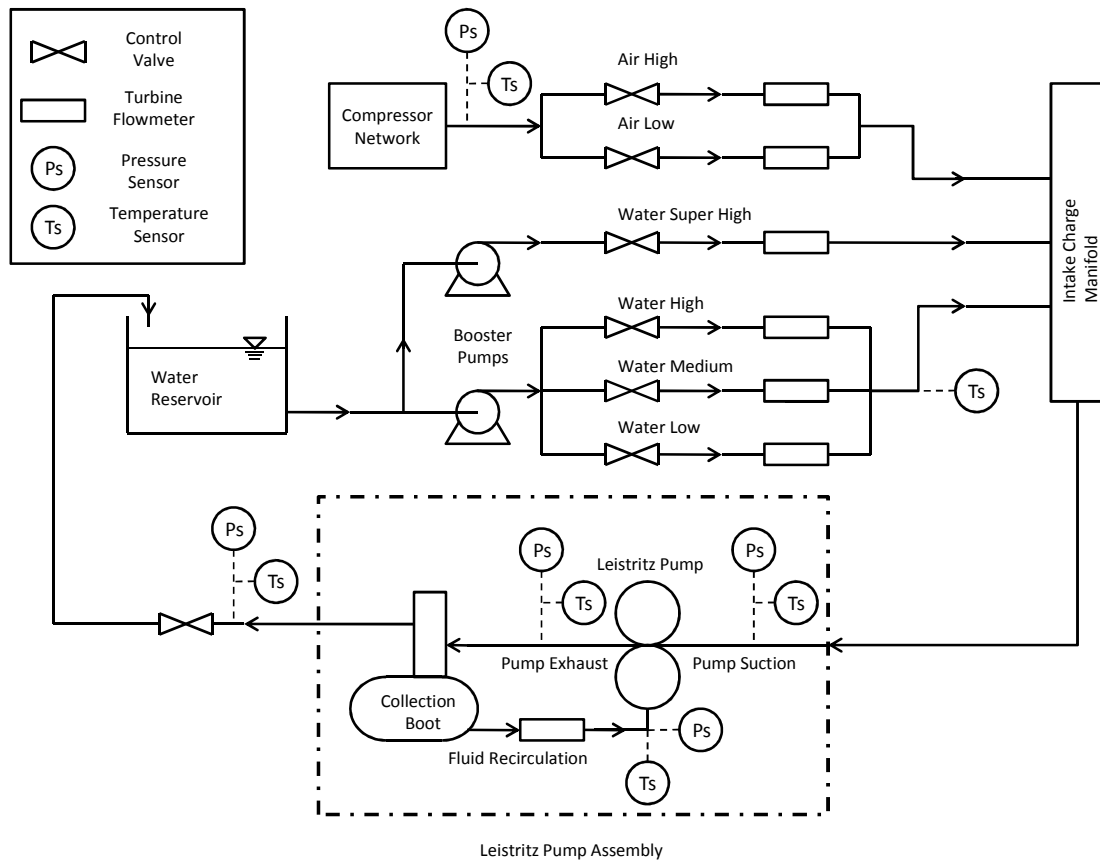 Control
Valve
Turbine
Flowmeter
Ps
Pressure
Sensor
Ts
Temperature
Sensor
Ps
Ts
Compressor
Network
Air High
Air Low
Water Super High
Intake Charge
Manifold
Water
Reservoir
Booster
Pumps
Water High
Water Medium
Water Low
Ts
Ps
Ts
Ps
Ts
Leistritz Pump
Ps
Ts
Pump Exhaust
Pump Suction
Collection
Boot
Fluid Recirculation
Ps
Ts
Leistritz Pump Assembly